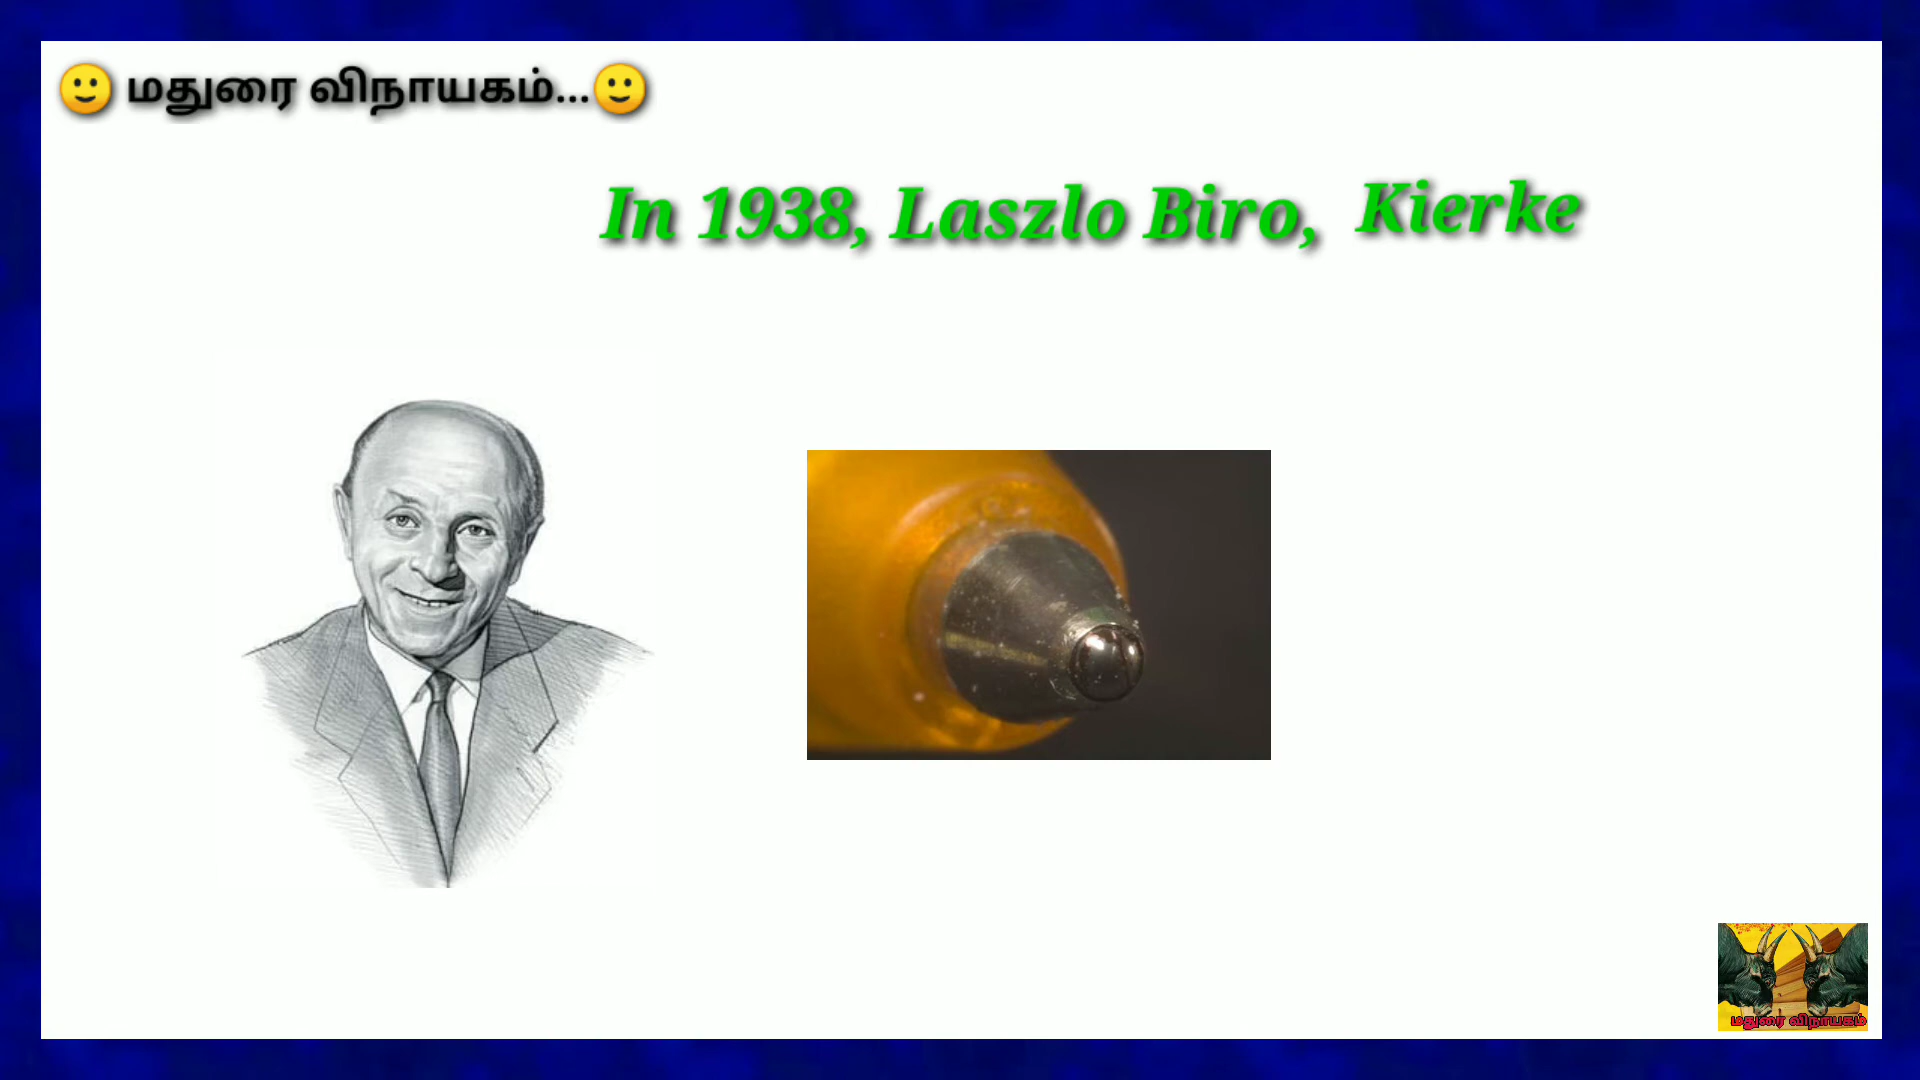 🙂 மதுரை விநாயகம்...🙂
In 1938, Laszlo Biro, Kierke
மதுரை விநாயகம்